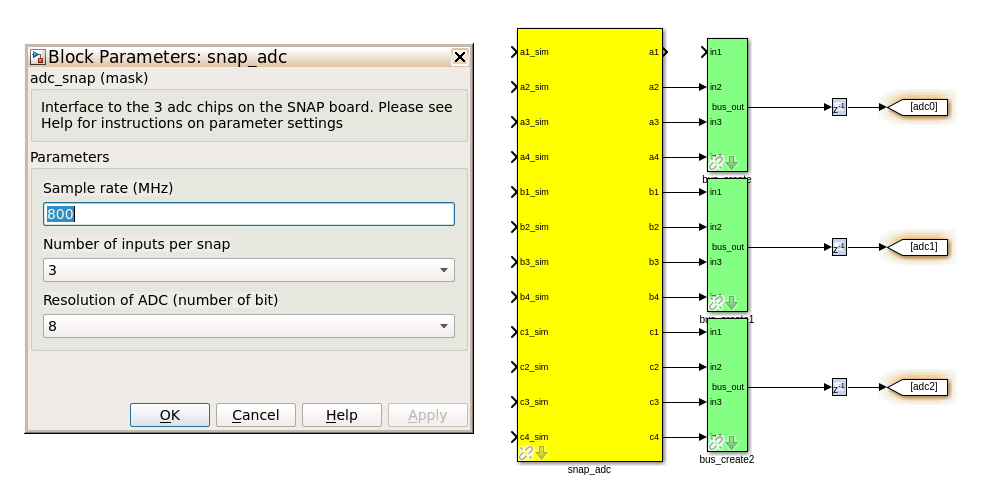 Block Parameters: snap_adc
adc_snap (mask)
Interface to the 3 adc chips on the SNAP board. Please see
Help for instructions on parameter settings
Parameters
Sample rate (MHz)
800
Number of inputs per snap
3
Resolution of ADC (number of bit)
8
OK Cancel Help Apply
a1_sim a1 in1
a2_sim a2 in2
bus_out z-1 [adc0]
a3_sim a3 in3
a4_sim a4
bus_create
b1_sim b1 in1
b2_sim b2 in2
bus_out z-1 [adc1]
b3_sim b3 in3
b4_sim b4
bus_create1
c1_sim c1 in1
c2_sim c2 in2
bus_out z-1 [adc2]
c3_sim c3 in3
c4_sim c4
bus_create2
snap_adc